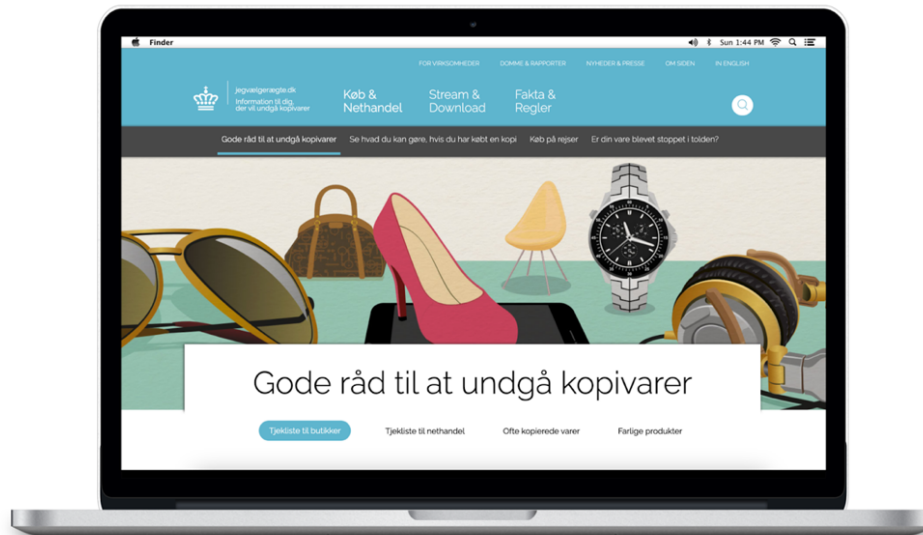 Finder
Sun 1:44 PM
FOR VIRKSOMHEDER DOMME & RAPPORTER NYHEDER & PRESSE OM SIDEN IN ENGLISH
jegvælgerægte.dk
Information til dig,
der vil undgå kopivarer
Køb &
Nethandel
Stream &
Download
Fakta &
Regler
Gode råd til at undgå kopivarer Se hvad du kan gøre, hvis du har købt en kopi Køb på rejser Er din vare blevet stoppet i tolden?
Gode råd til at undgå kopivarer
Tjekliste til butikker Tjekliste til nethandel Ofte kopierede varer Farlige produkter